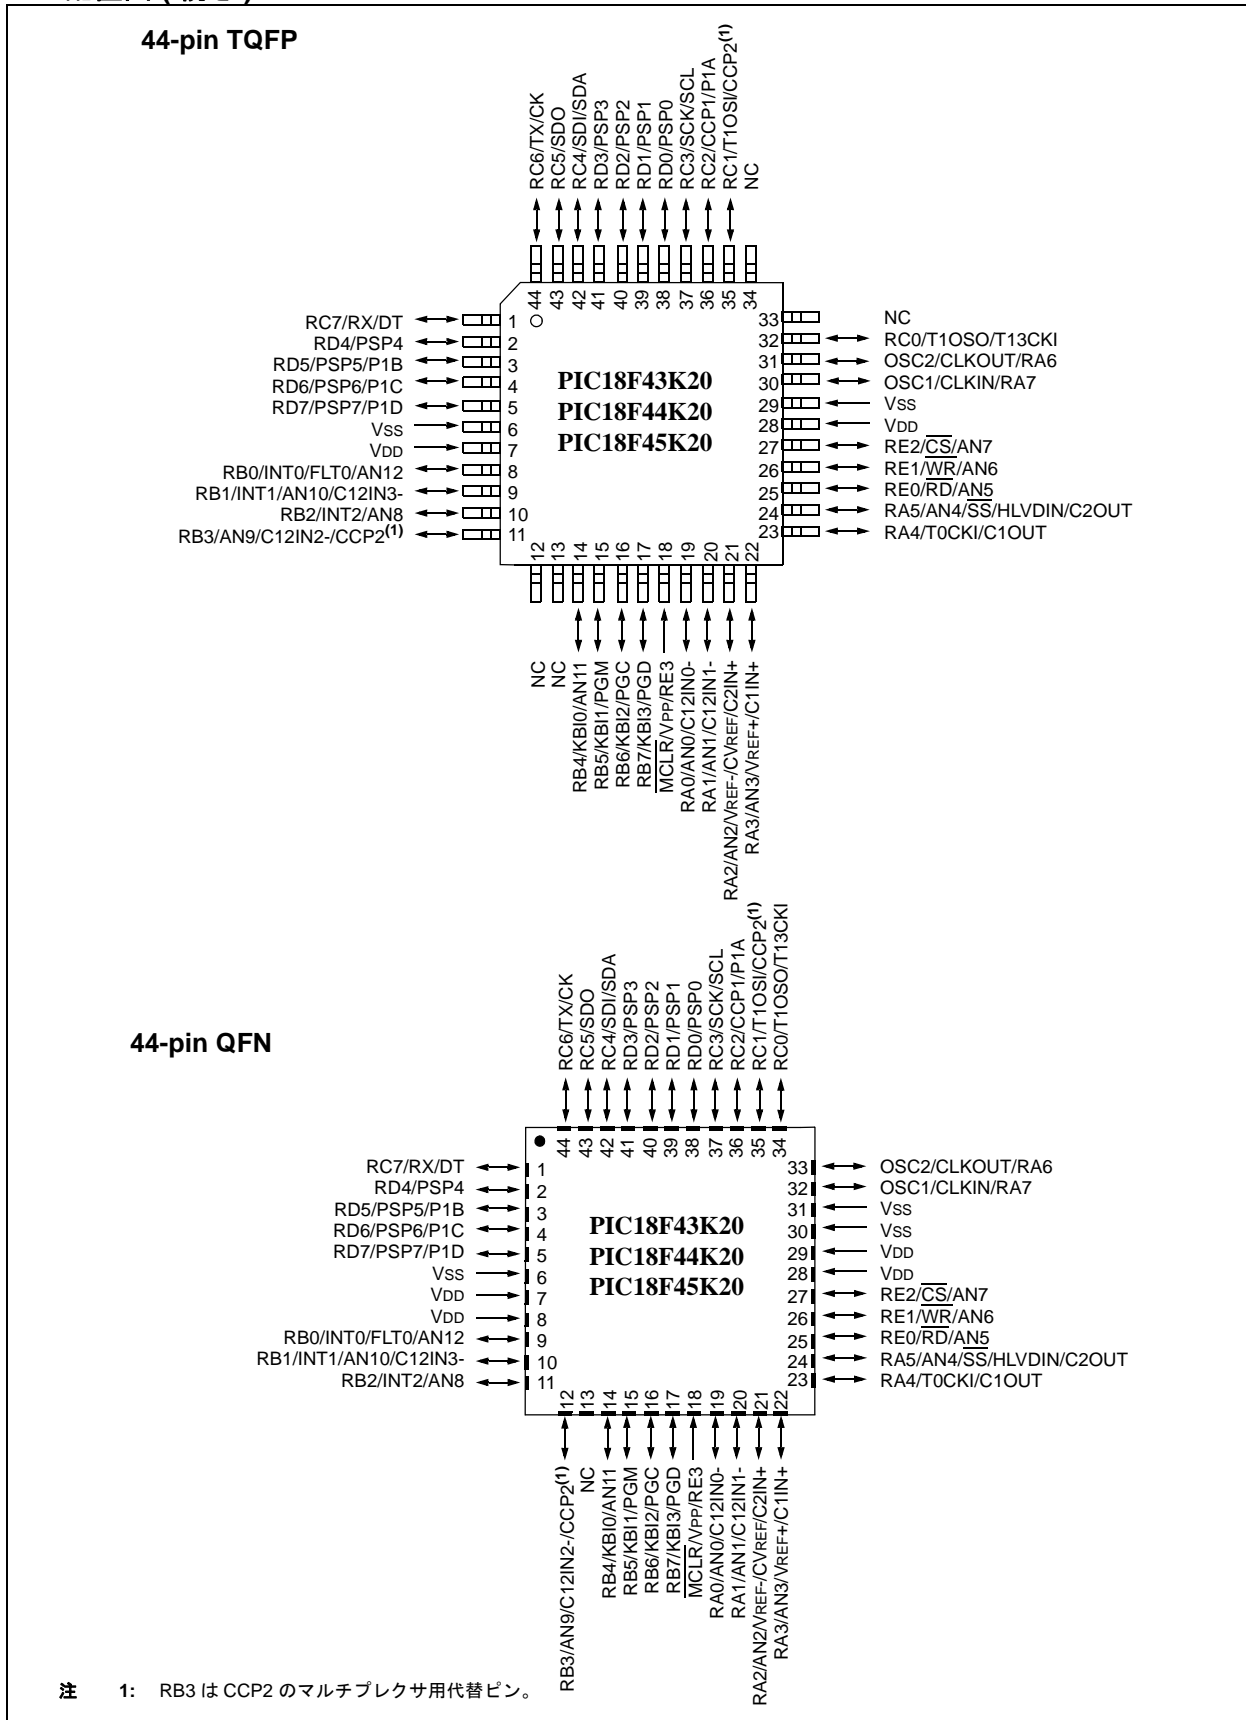 44-pin TQFP
RC6/TX/CK
RC5/SDO
RC4/SDI/SDA
RD3/PSP3
RD2/PSP2
RD1/PSP1
RD0/PSP0
RC3/SCK/SCL
RC2/CCP1/P1A
RC1/T1OSI/CCP2(1)
NC
44
43
42
41
40
39
38
37
36
35
34
RC7/RX/DT 1
RD4/PSP4 2
RD5/PSP5/P1B 3
RD6/PSP6/P1C 4
RD7/PSP7/P1D 5
VSS 6
VDD 7
RB0/INT0/FLT0/AN12 8
RB1/INT1/AN10/C12IN3- 9
RB2/INT2/AN8 10
RB3/AN9/C12IN2-/CCP2(1) 11
PIC18F43K20
PIC18F44K20
PIC18F45K20
33 NC
32 RC0/T1OSO/T13CKI
31 OSC2/CLKOUT/RA6
30 OSC1/CLKIN/RA7
29 VSS
28 VDD
27 RE2/CS/AN7
26 RE1/WR/AN6
25 RE0/RD/AN5
24 RA5/AN4/SS/HLVDIN/C2OUT
23 RA4/T0CKI/C1OUT
12
13
14
15
16
17
18
19
20
21
22
NC
NC
RB4/KBI0/AN11
RB5/KBI1/PGM
RB6/KBI2/PGC
RB7/KBI3/PGD
MCLR/VPP/RE3
RA0/AN0/C12IN0-
RA1/AN1/C12IN1-
RA2/AN2/VREF-/CVREF/C2IN+
RA3/AN3/VREF+/C1IN+
44-pin QFN
RC6/TX/CK
RC5/SDO
RC4/SDI/SDA
RD3/PSP3
RD2/PSP2
RD1/PSP1
RD0/PSP0
RC3/SCK/SCL
RC2/CCP1/P1A
RC1/T1OSI/CCP2(1)
RC0/T1OSO/T13CKI
44
43
42
41
40
39
38
37
36
35
34
RC7/RX/DT 1
RD4/PSP4 2
RD5/PSP5/P1B 3
RD6/PSP6/P1C 4
RD7/PSP7/P1D 5
VSS 6
VDD 7
VDD 8
RB0/INT0/FLT0/AN12 9
RB1/INT1/AN10/C12IN3- 10
RB2/INT2/AN8 11
PIC18F43K20
PIC18F44K20
PIC18F45K20
33 OSC2/CLKOUT/RA6
32 OSC1/CLKIN/RA7
31 VSS
30 VSS
29 VDD
28 VDD
27 RE2/CS/AN7
26 RE1/WR/AN6
25 RE0/RD/AN5
24 RA5/AN4/SS/HLVDIN/C2OUT
23 RA4/T0CKI/C1OUT
12
13
14
15
16
17
18
19
20
21
22
RB3/AN9/C12IN2-/CCP2(1)
NC
RB4/KBI0/AN11
RB5/KBI1/PGM
RB6/KBI2/PGC
RB7/KBI3/PGD
MCLR/VPP/RE3
RA0/AN0/C12IN0-
RA1/AN1/C12IN1-
RA2/AN2/VREF-/CVREF/C2IN+
RA3/AN3/VREF+/C1IN+
注 1: RB3 は CCP2 のマルチプレクサ用代替ピン。